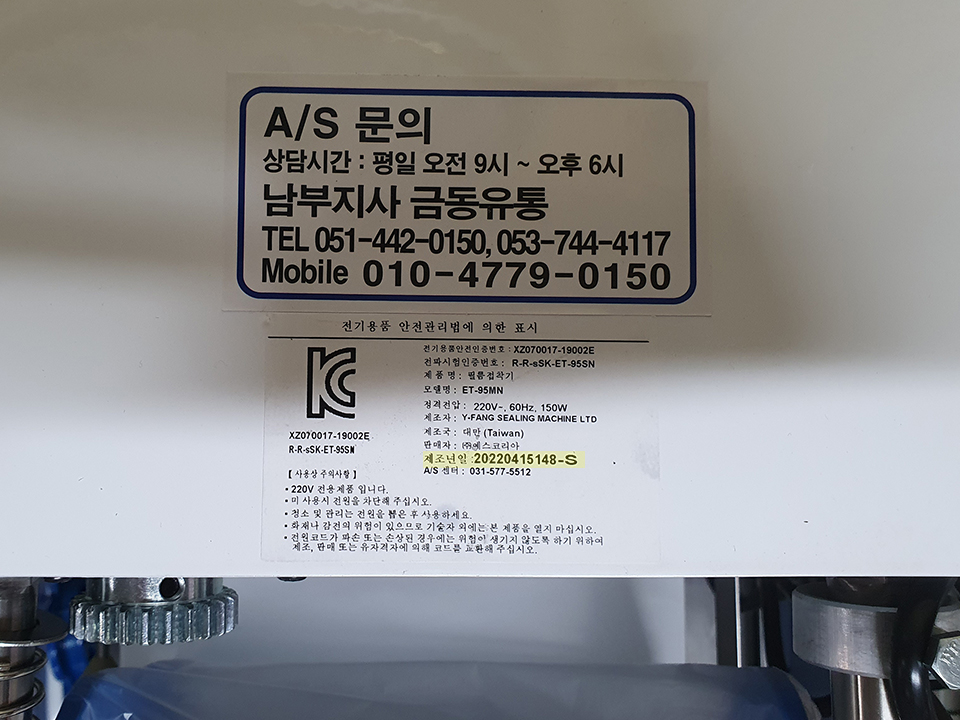 A/S 문의
상담시간 : 평일 오전 9시 ~ 오후 6시
남부지사 금동유통
TEL 051-442-0150, 053-744-4117
Mobile 010-4779-0150
전기용품 안전관리법에 의한 표시
전기용품안전인증번호 : XZ070017-19002E
전파시험인증번호 : R-R-sSK-ET-95SN
제 품 명 : 필름접착기
모델명 : ET-95MN
정격전압 : 220V~, 60Hz, 150W
제조자 : Y-FANG SEALING MACHINE LTD
제조국 : 대만 (Taiwan)
판매자 : ㈜에스코리아
제조년일 :20220415148-S
A/S 센터 : 031-577-5512
XZ070017-19002E
R-R-sSK-ET-95SN
[ 사용상 주의사항 ]
• 220V 전용제품 입니다.
• 미 사용시 전원을 차단해 주십시오.
• 청소 및 관리는 전원을 뽑은 후 사용하세요.
• 화재나 감전의 위험이 있으므로 기술자 외에는 본 제품을 열지 마십시오.
• 전원코드가 파손 또는 손상된 경우에는 위험이 생기지 않도록 하기 위하여
제조, 판매 또는 유자격자에 의해 코드를 교환해 주십시오.